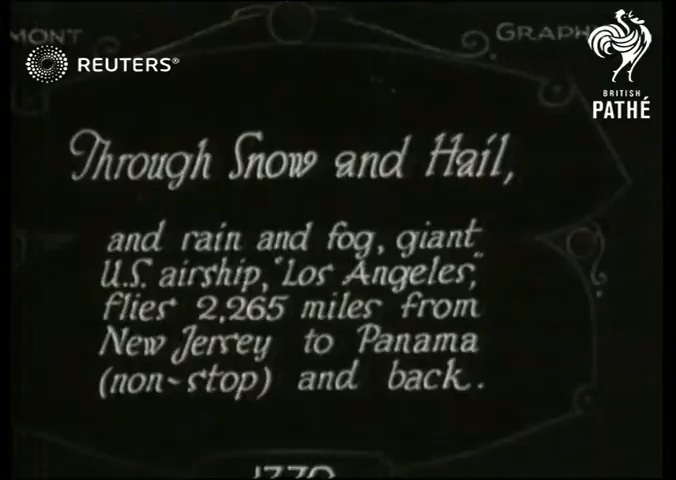 MONT
GRAPH
REUTERS®
BRITISH
PATHÉ
Through Snow and Hail,
and rain and fog, giant
U.S. airship, "Los Angeles",
flies 2,265 miles from
New Jersey to Panama
(non-stop) and back.
1770